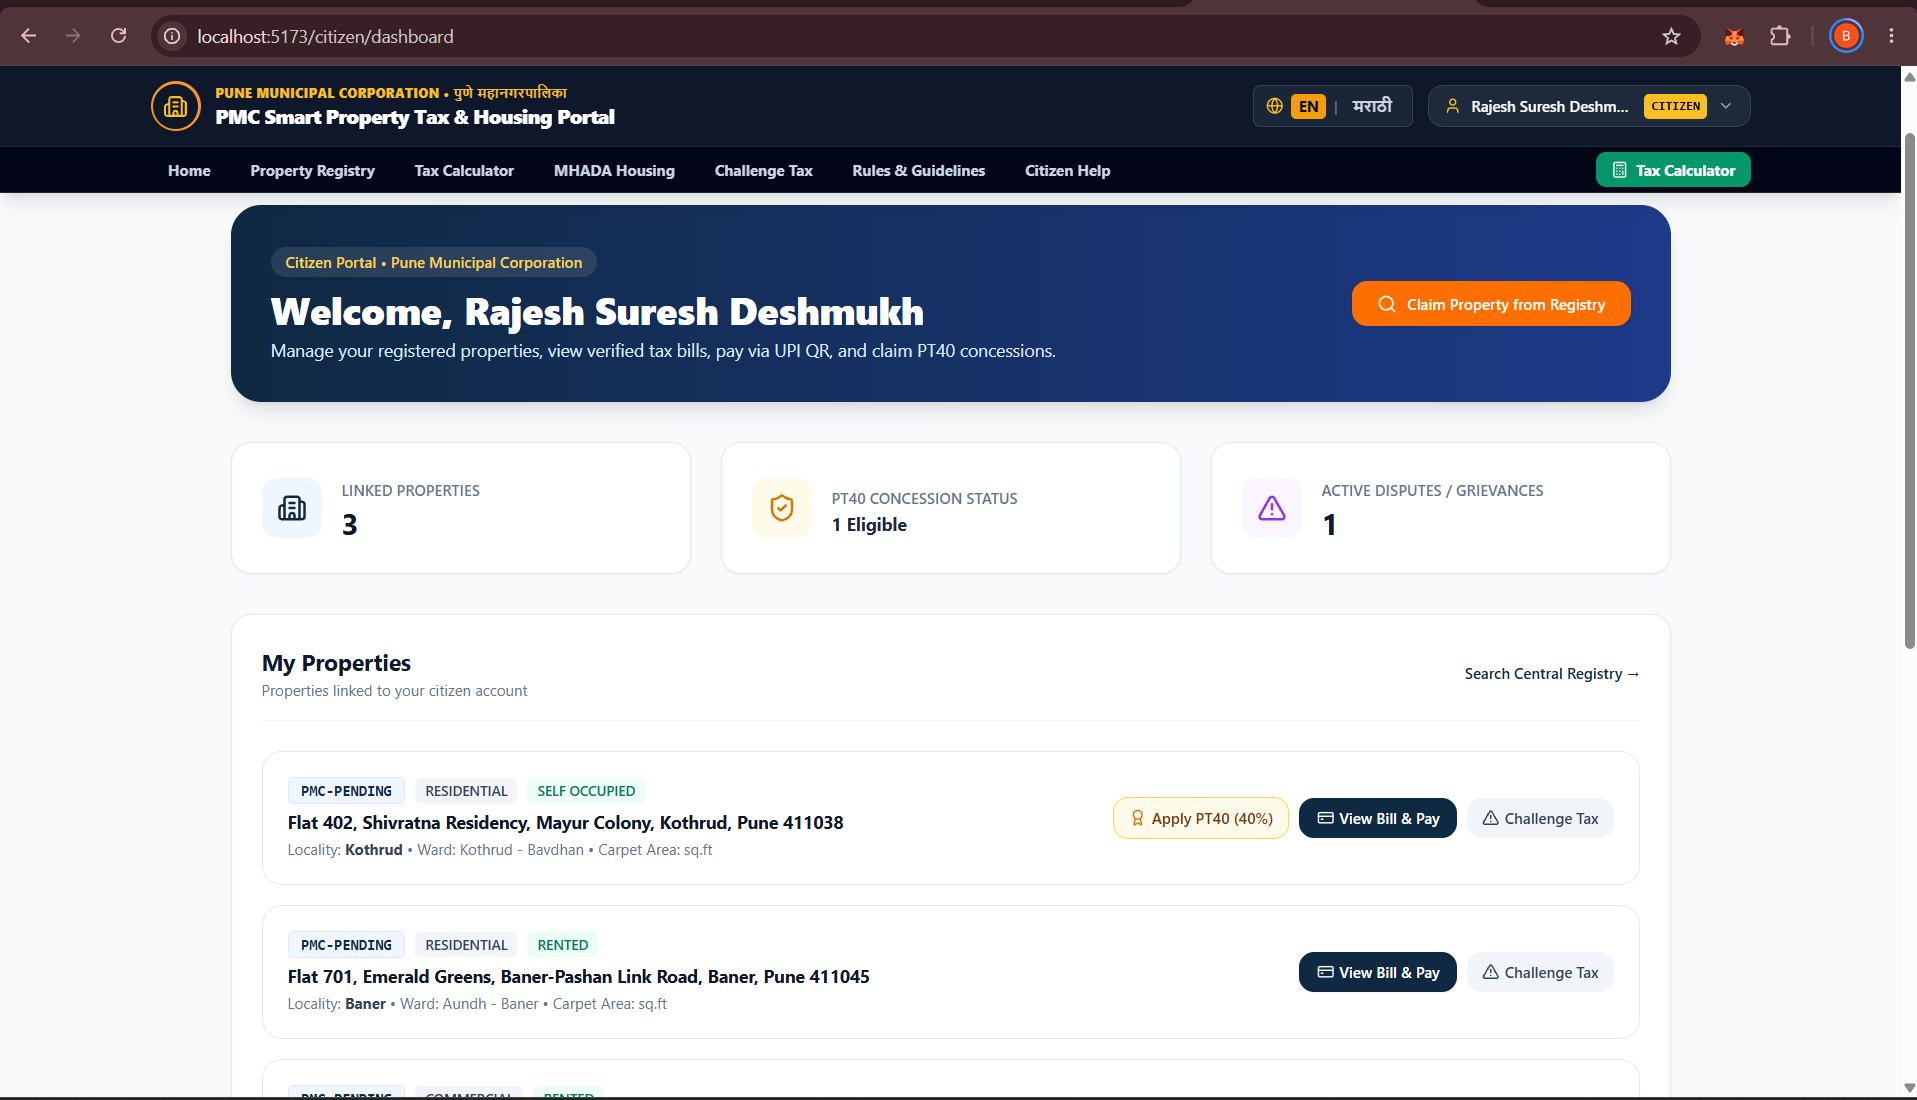 localhost:5173/citizen/dashboard
B
PUNE MUNICIPAL CORPORATION • पुणे महानगरपालिका
PMC Smart Property Tax & Housing Portal
EN | मराठी
Rajesh Suresh Deshm... CITIZEN
Home Property Registry Tax Calculator MHADA Housing Challenge Tax Rules & Guidelines Citizen Help
Tax Calculator
Citizen Portal • Pune Municipal Corporation
Welcome, Rajesh Suresh Deshmukh
Manage your registered properties, view verified tax bills, pay via UPI QR, and claim PT40 concessions.
Claim Property from Registry
LINKED PROPERTIES
3
PT40 CONCESSION STATUS
1 Eligible
ACTIVE DISPUTES / GRIEVANCES
1
My Properties
Properties linked to your citizen account
Search Central Registry →
PMC-PENDING RESIDENTIAL SELF OCCUPIED
Flat 402, Shivratna Residency, Mayur Colony, Kothrud, Pune 411038
Locality: Kothrud • Ward: Kothrud - Bavdhan • Carpet Area: sq.ft
Apply PT40 (40%) View Bill & Pay Challenge Tax
PMC-PENDING RESIDENTIAL RENTED
Flat 701, Emerald Greens, Baner-Pashan Link Road, Baner, Pune 411045
Locality: Baner • Ward: Aundh - Baner • Carpet Area: sq.ft
View Bill & Pay Challenge Tax
PMC-PENDING COMMERCIAL RENTED